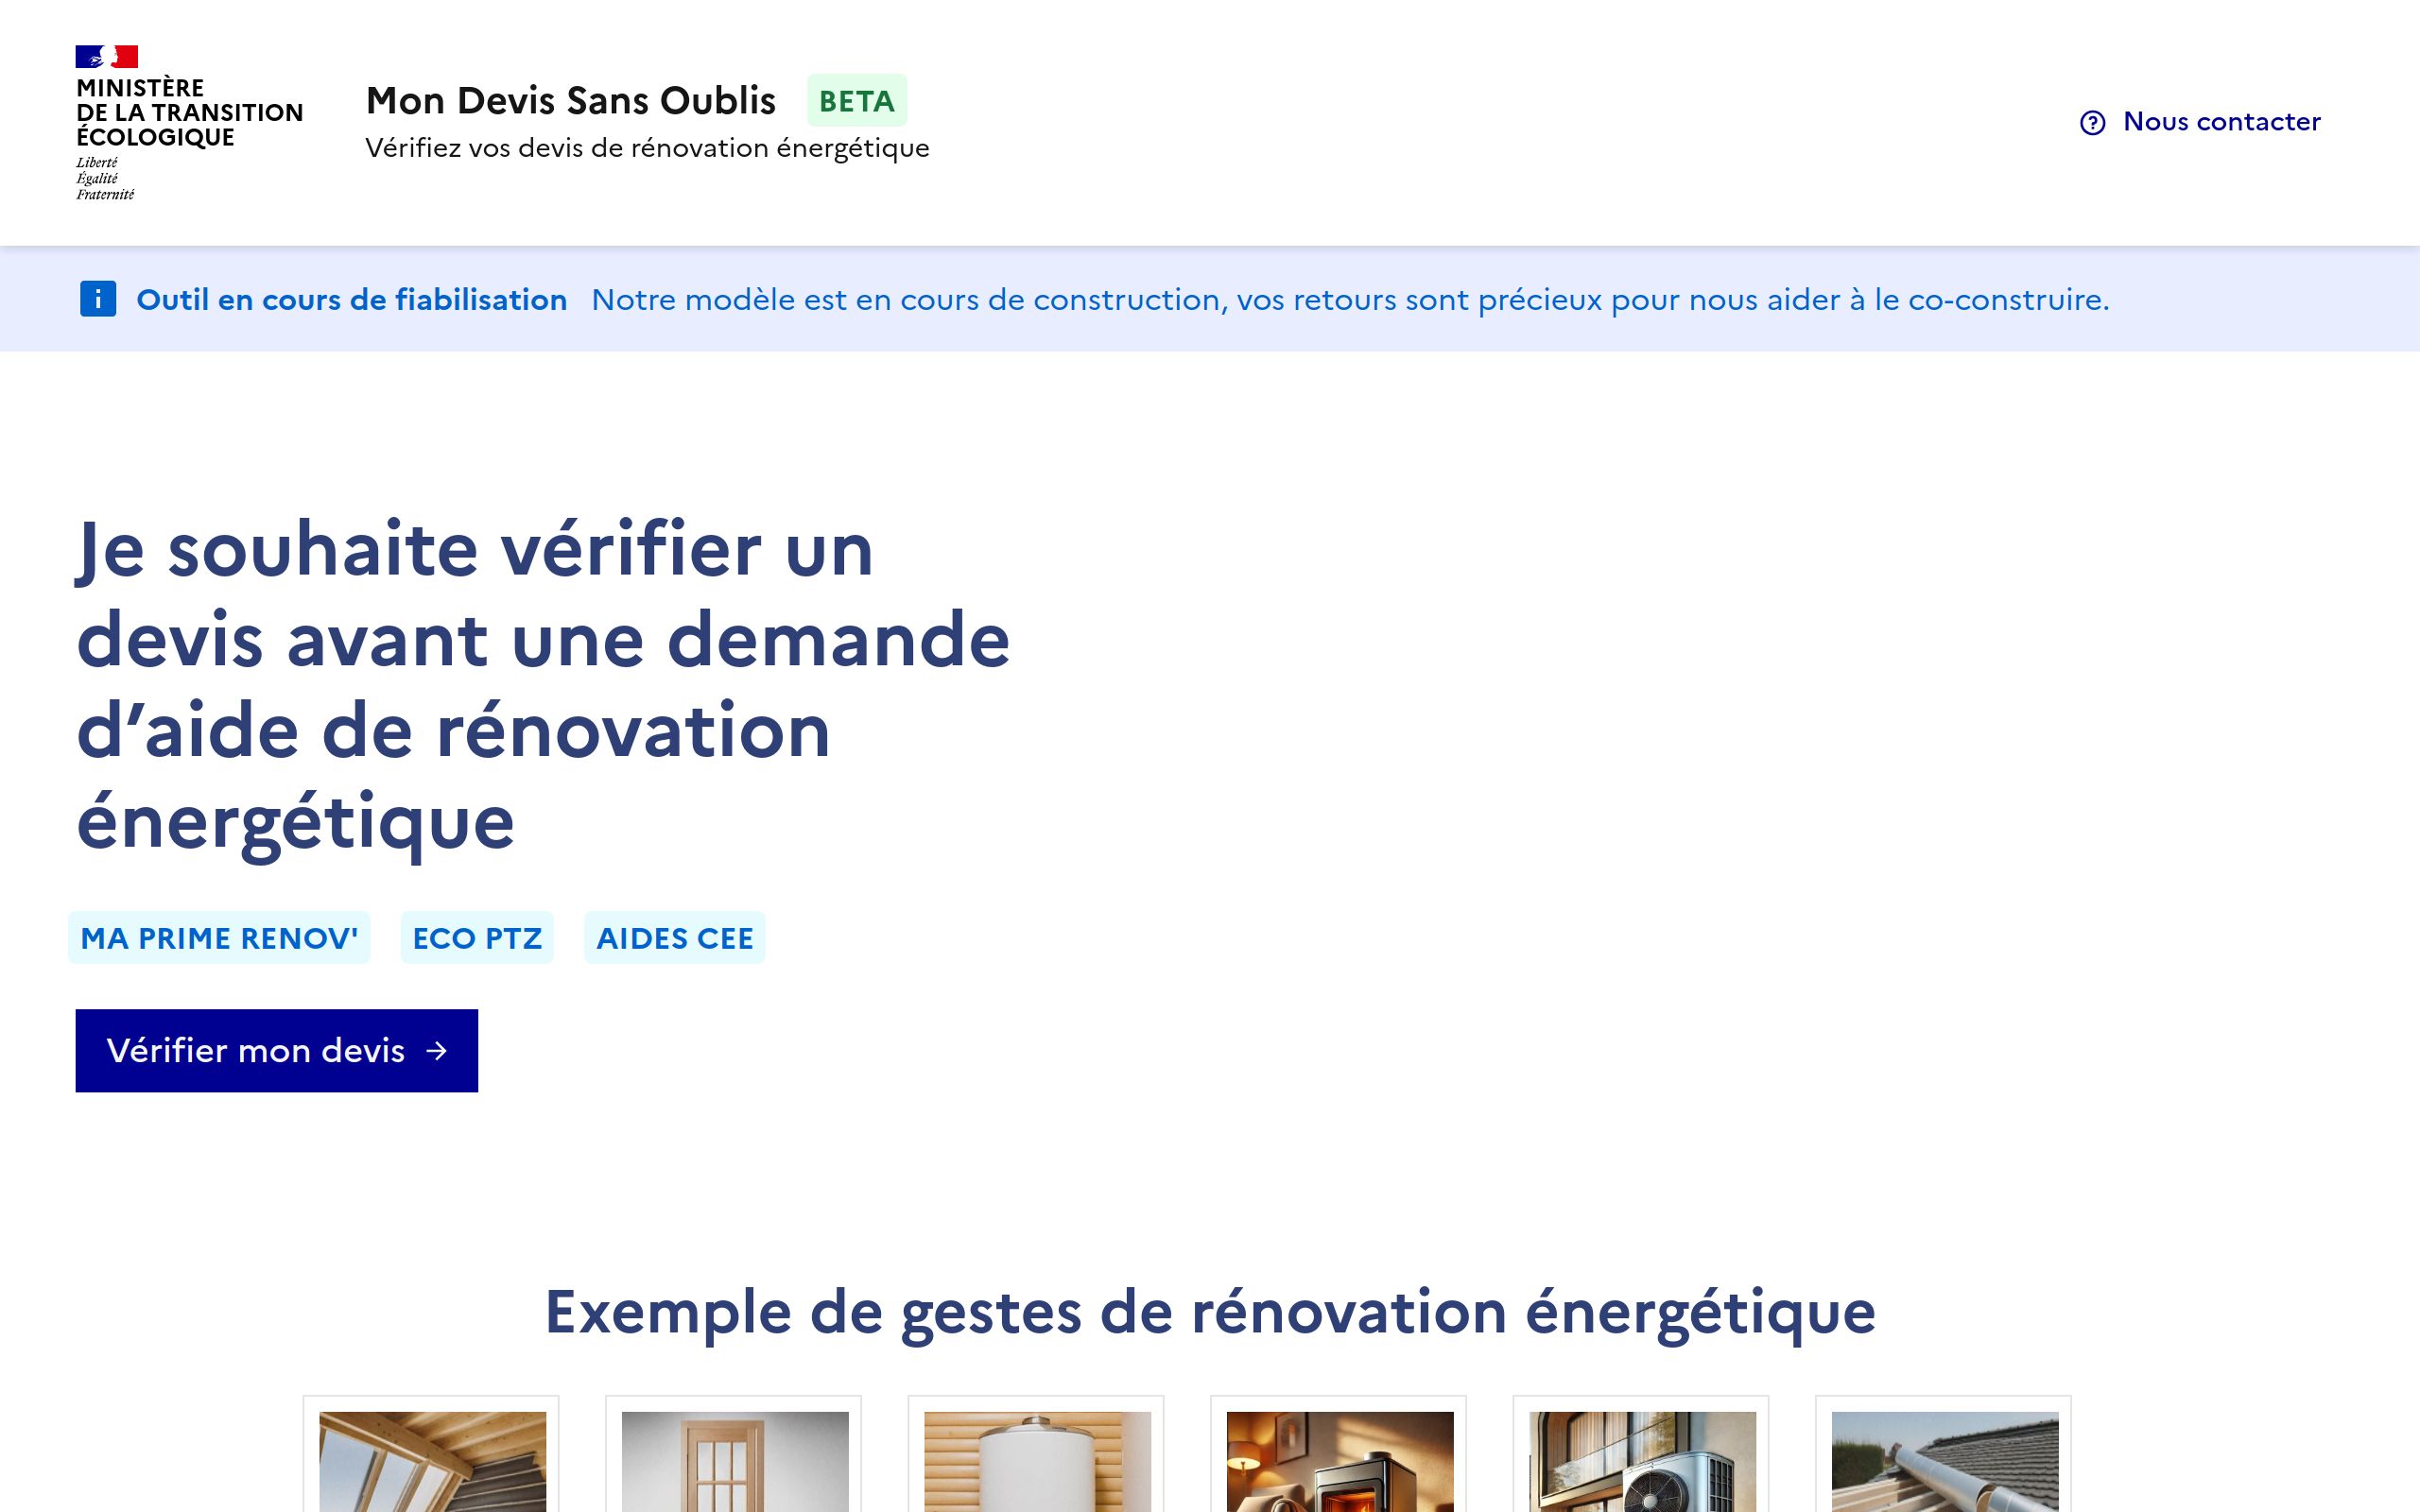 MINISTÈRE
DE LA TRANSITION
ÉCOLOGIQUE
Liberté
Égalité
Fraternité
Mon Devis Sans Oublis BETA
Vérifiez vos devis de rénovation énergétique
Nous contacter
Outil en cours de fiabilisation Notre modèle est en cours de construction, vos retours sont précieux pour nous aider à le co-construire.
Je souhaite vérifier un
devis avant une demande
d’aide de rénovation
énergétique
MA PRIME RENOV' ECO PTZ AIDES CEE
Vérifier mon devis →
Exemple de gestes de rénovation énergétique